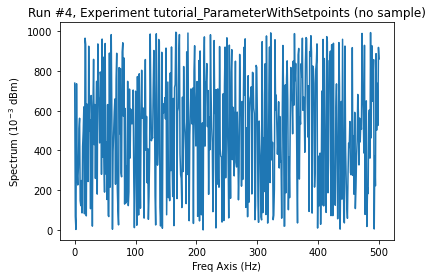 Run #4, Experiment tutorial_ParameterWithSetpoints (no sample)
1000
800
600
400
200
0
Spectrum (10⁻³ dBm)
0 100 200 300 400 500
Freq Axis (Hz)